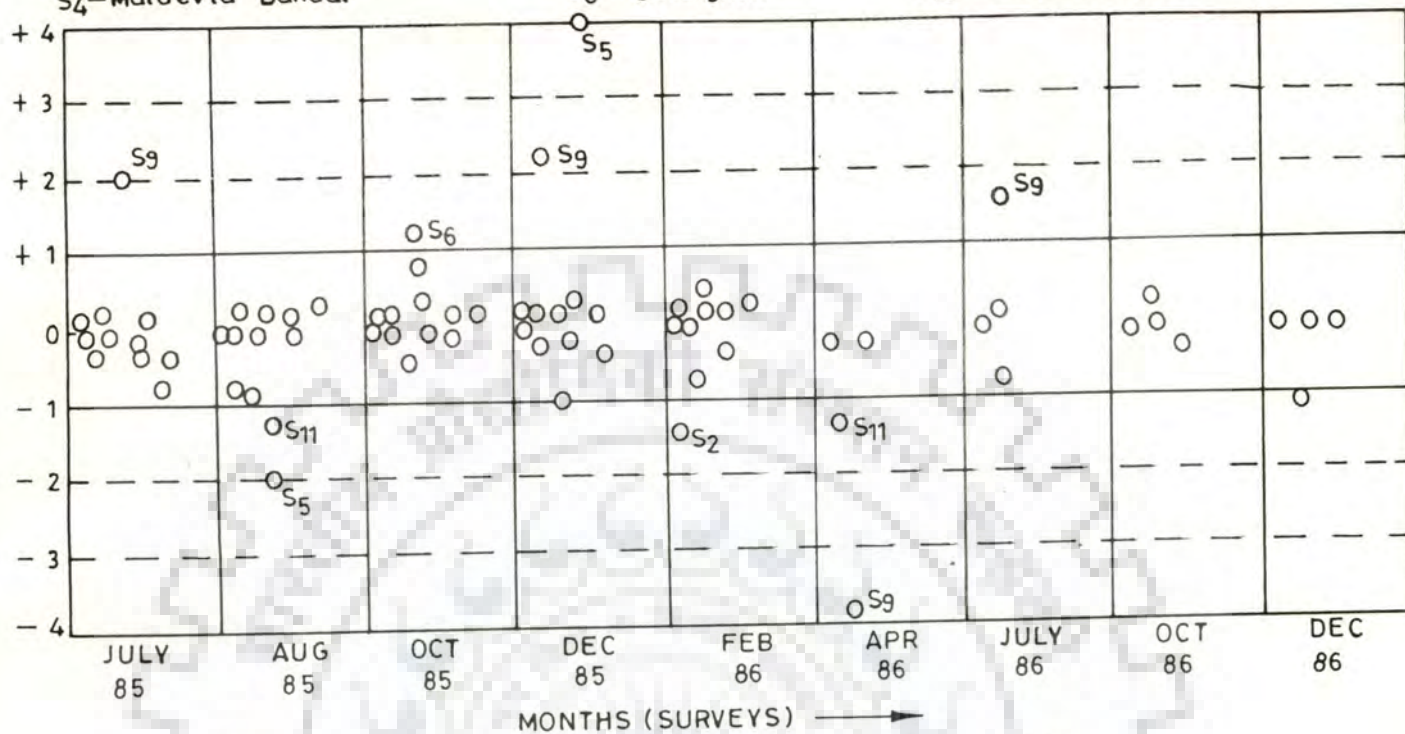 S4—Maldevta Bandal
+ 4
S5
+ 3
S9
S9
+ 2
S9
S6
+ 1
0
- 1
S11
S2
S11
- 2
S5
- 3
S9
- 4
JULY 85
AUG 85
OCT 85
DEC 85
FEB 86
APR 86
JULY 86
OCT 86
DEC 86
MONTHS (SURVEYS)